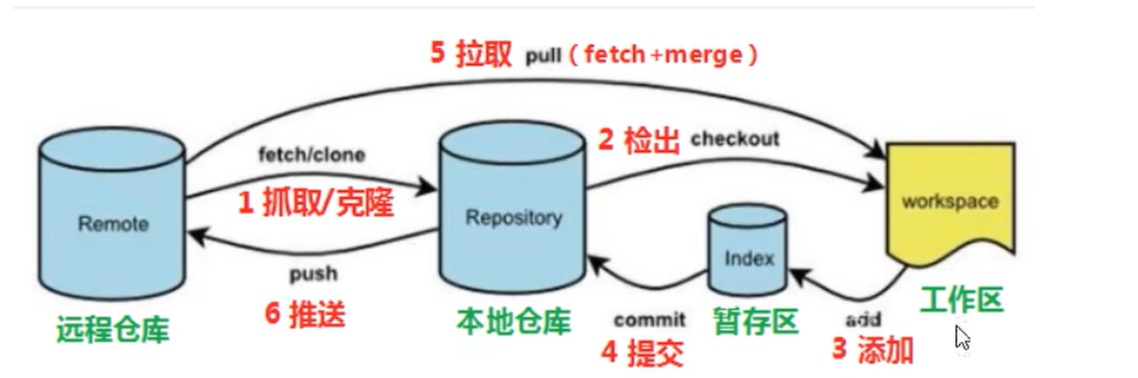 5 拉取 pull（fetch+merge）
fetch/clone
1 抓取/克隆
2 检出 checkout
Remote
Repository
workspace
Index
push
6 推送
远程仓库
本地仓库
commit
4 提交
暂存区
add
3 添加
工作区